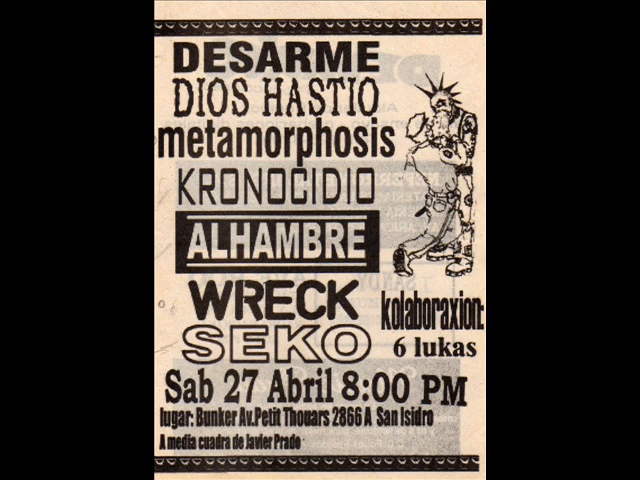 DESARME
DIOS HASTIO
metamorphosis
KRONOCIDIO
ALHAMBRE
WRECK
SEKO
kolaboraxion:
6 lukas
Sab 27 Abril 8:00 PM
lugar: Bunker Av.Petit Thouars 2866 A San Isidro
A media cuadra de Javier Prado